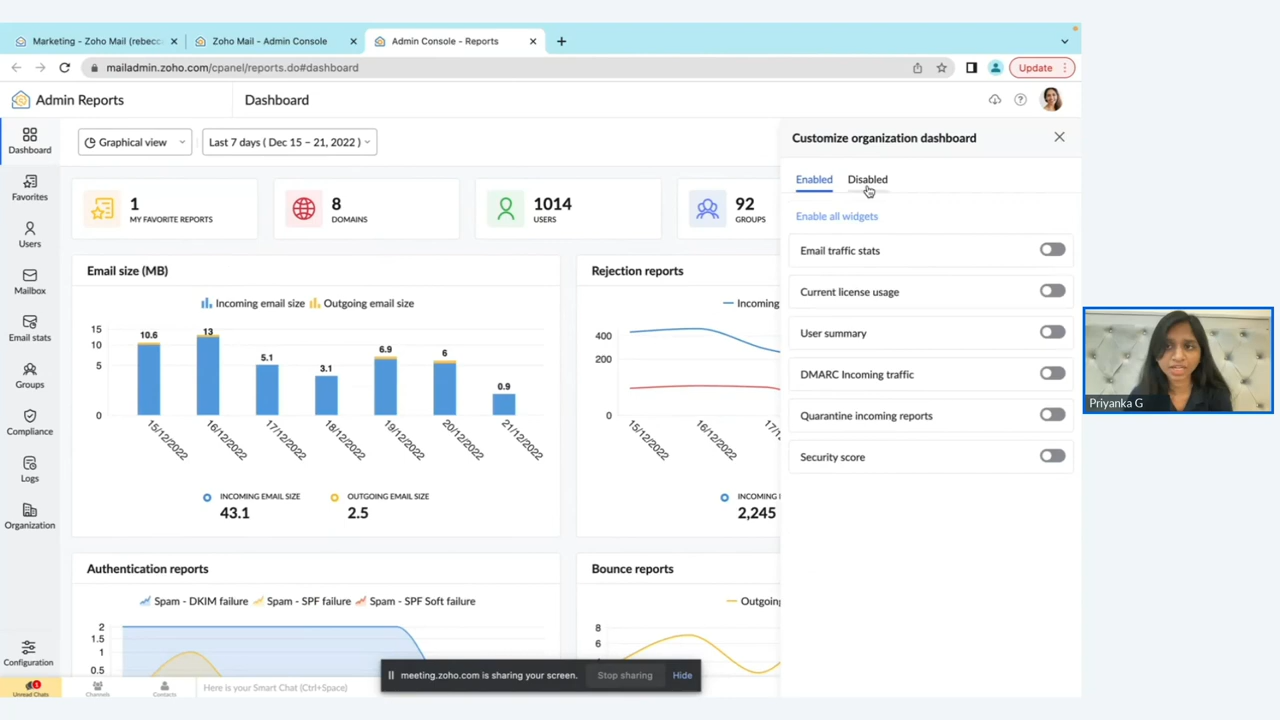 Marketing - Zoho Mail (rebecc
Zoho Mail - Admin Console
Admin Console - Reports
mailadmin.zoho.com/cpanel/reports.do#dashboard
Update
Admin Reports
Dashboard
Dashboard
Favorites
Users
Mailbox
Email stats
Groups
Compliance
Logs
Organization
Configuration
Graphical view
Last 7 days ( Dec 15 – 21, 2022 )
1
MY FAVORITE REPORTS
8
DOMAINS
1014
USERS
92
GROUPS
Email size (MB)
Incoming email size
Outgoing email size
15
10
5
0
10.6
13
5.1
3.1
6.9
6
0.9
15/12/2022
16/12/2022
17/12/2022
18/12/2022
19/12/2022
20/12/2022
21/12/2022
INCOMING EMAIL SIZE
43.1
OUTGOING EMAIL SIZE
2.5
Rejection reports
Incoming
400
200
0
15/12/2022
16/12/2022
17/1
INCOMING
2,245
Authentication reports
Spam - DKIM failure
Spam - SPF failure
Spam - SPF Soft failure
2
1.5
1
0.5
Bounce reports
Outgoing
8
6
Customize organization dashboard
Enabled
Disabled
Enable all widgets
Email traffic stats
Current license usage
User summary
DMARC Incoming traffic
Quarantine incoming reports
Security score
Priyanka G
meeting.zoho.com is sharing your screen.
Stop sharing
Hide
1
Unread Chats
Channels
Contacts
Here is your Smart Chat (Ctrl+Space)